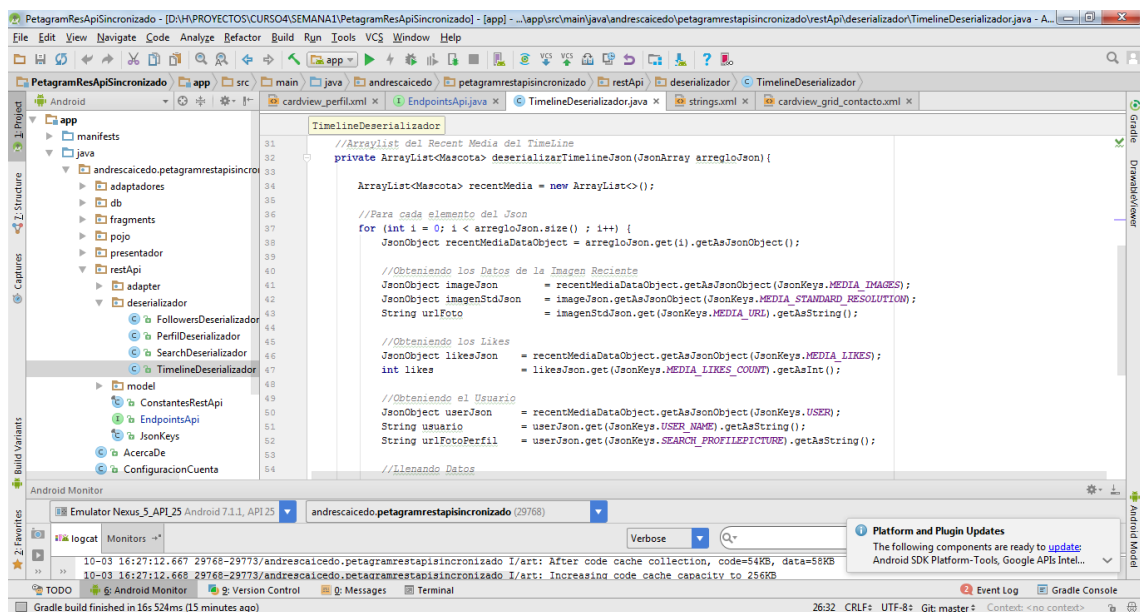 PetagramResApiSincronizado - [D:\H\PROYECTOS\CURSO4\SEMANA1\PetagramResApiSincronizado] - [app] - ...\app\src\main\java\andrescaicedo\petagramrestapisincronizado\restApi\deserializador\TimelineDeserializador.java - A...
File Edit View Navigate Code Analyze Refactor Build Run Tools VCS Window Help
app
PetagramResApiSincronizado app src main java andrescaicedo petagramrestapisincronizado restApi deserializador TimelineDeserializador
Android
cardview_perfil.xml EndpointsApi.java TimelineDeserializador.java strings.xml cardview_grid_contacto.xml
1: Project
7: Structure
Captures
Build Variants
2: Favorites
app
manifests
java
andrescaicedo.petagramrestapisincro
adaptadores
db
fragments
pojo
presentador
restApi
adapter
deserializador
FollowersDeserializador
PerfilDeserializador
SearchDeserializador
TimelineDeserializador
model
ConstantesRestApi
EndpointsApi
JsonKeys
AcercaDe
ConfiguracionCuenta
TimelineDeserializador
31 //Arraylist del Recent Media del TimeLine
32 private ArrayList<Mascota> deserializarTimelineJson(JsonArray arregloJson){
33
34 ArrayList<Mascota> recentMedia = new ArrayList<>();
35
36 //Para cada elemento del Json
37 for (int i = 0; i < arregloJson.size() ; i++) {
38 JsonObject recentMediaDataObject = arregloJson.get(i).getAsJsonObject();
39
40 //Obteniendo los Datos de la Imagen Reciente
41 JsonObject imageJson = recentMediaDataObject.getAsJsonObject(JsonKeys.MEDIA_IMAGES);
42 JsonObject imagenStdJson = imageJson.getAsJsonObject(JsonKeys.MEDIA_STANDARD_RESOLUTION);
43 String urlFoto = imagenStdJson.get(JsonKeys.MEDIA_URL).getAsString();
44
45 //Obteniendo los Likes
46 JsonObject likesJson = recentMediaDataObject.getAsJsonObject(JsonKeys.MEDIA_LIKES);
47 int likes = likesJson.get(JsonKeys.MEDIA_LIKES_COUNT).getAsInt();
48
49 //Obteniendo el Usuario
50 JsonObject userJson = recentMediaDataObject.getAsJsonObject(JsonKeys.USER);
51 String usuario = userJson.get(JsonKeys.USER_NAME).getAsString();
52 String urlFotoPerfil = userJson.get(JsonKeys.SEARCH_PROFILEPICTURE).getAsString();
53
54 //Llenando Datos
Gradle
DrawableViewer
Android Model
Android Monitor
Emulator Nexus_5_API_25 Android 7.1.1, API 25 andrescaicedo.petagramrestapisincronizado (29768)
logcat Monitors Verbose
10-03 16:27:12.667 29768-29773/andrescaicedo.petagramrestapisincronizado I/art: After code cache collection, code=54KB, data=58KB
10-03 16:27:12.668 29768-29773/andrescaicedo.petagramrestapisincronizado I/art: Increasing code cache capacity to 256KB
Platform and Plugin Updates
The following components are ready to update:
Android SDK Platform-Tools, Google APIs Intel...
TODO 6: Android Monitor 9: Version Control 0: Messages Terminal 2 Event Log Gradle Console
Gradle build finished in 16s 524ms (15 minutes ago) 26:32 CRLF UTF-8 Git: master Context: <no context>